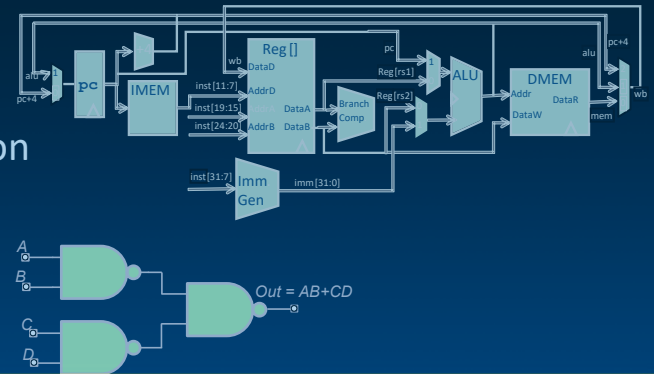 pc+4
alu
wb
Reg []
pc
1
ALU
DMEM
DataD
Reg[rs1]
alu
1
pc
IMEM
inst[11:7]
AddrD
Addr
DataR
wb
pc+4
inst[19:15]
DataA
Branch
Comp
Reg[rs2]
DataW
mem
inst[24:20]
AddrB
DataB
on
inst[31:7]
Imm
Gen
imm[31:0]
A
B
Out = AB+CD
C
D